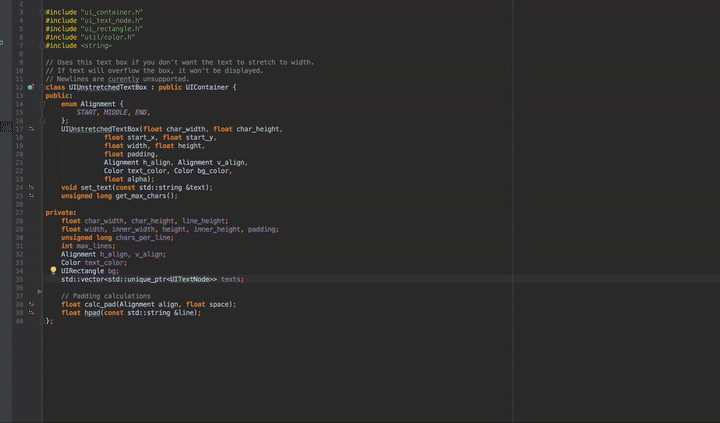 2
3 #include "ui_container.h"
4 #include "ui_text_node.h"
5 #include "ui_rectangle.h"
6 #include "util/color.h"
7 #include <string>
8
9 // Uses this text box if you don't want the text to stretch to width.
10 // If text will overflow the box, it won't be displayed.
11 // Newlines are curently unsupported.
12 class UIUnstretchedTextBox : public UIContainer {
13 public:
14 enum Alignment {
15 START, MIDDLE, END,
16 };
17 UIUnstretchedTextBox(float char_width, float char_height,
18 float start_x, float start_y,
19 float width, float height,
20 float padding,
21 Alignment h_align, Alignment v_align,
22 Color text_color, Color bg_color,
23 float alpha);
24 void set_text(const std::string &text);
25 unsigned long get_max_chars();
26
27 private:
28 float char_width, char_height, line_height;
29 float width, inner_width, height, inner_height, padding;
30 unsigned long chars_per_line;
31 int max_lines;
32 Alignment h_align, v_align;
33 Color text_color;
34 UIRectangle bg;
35 std::vector<std::unique_ptr<UITextNode>> texts;
36
37 // Padding calculations
38 float calc_pad(Alignment align, float space);
39 float hpad(const std::string &line);
40 };